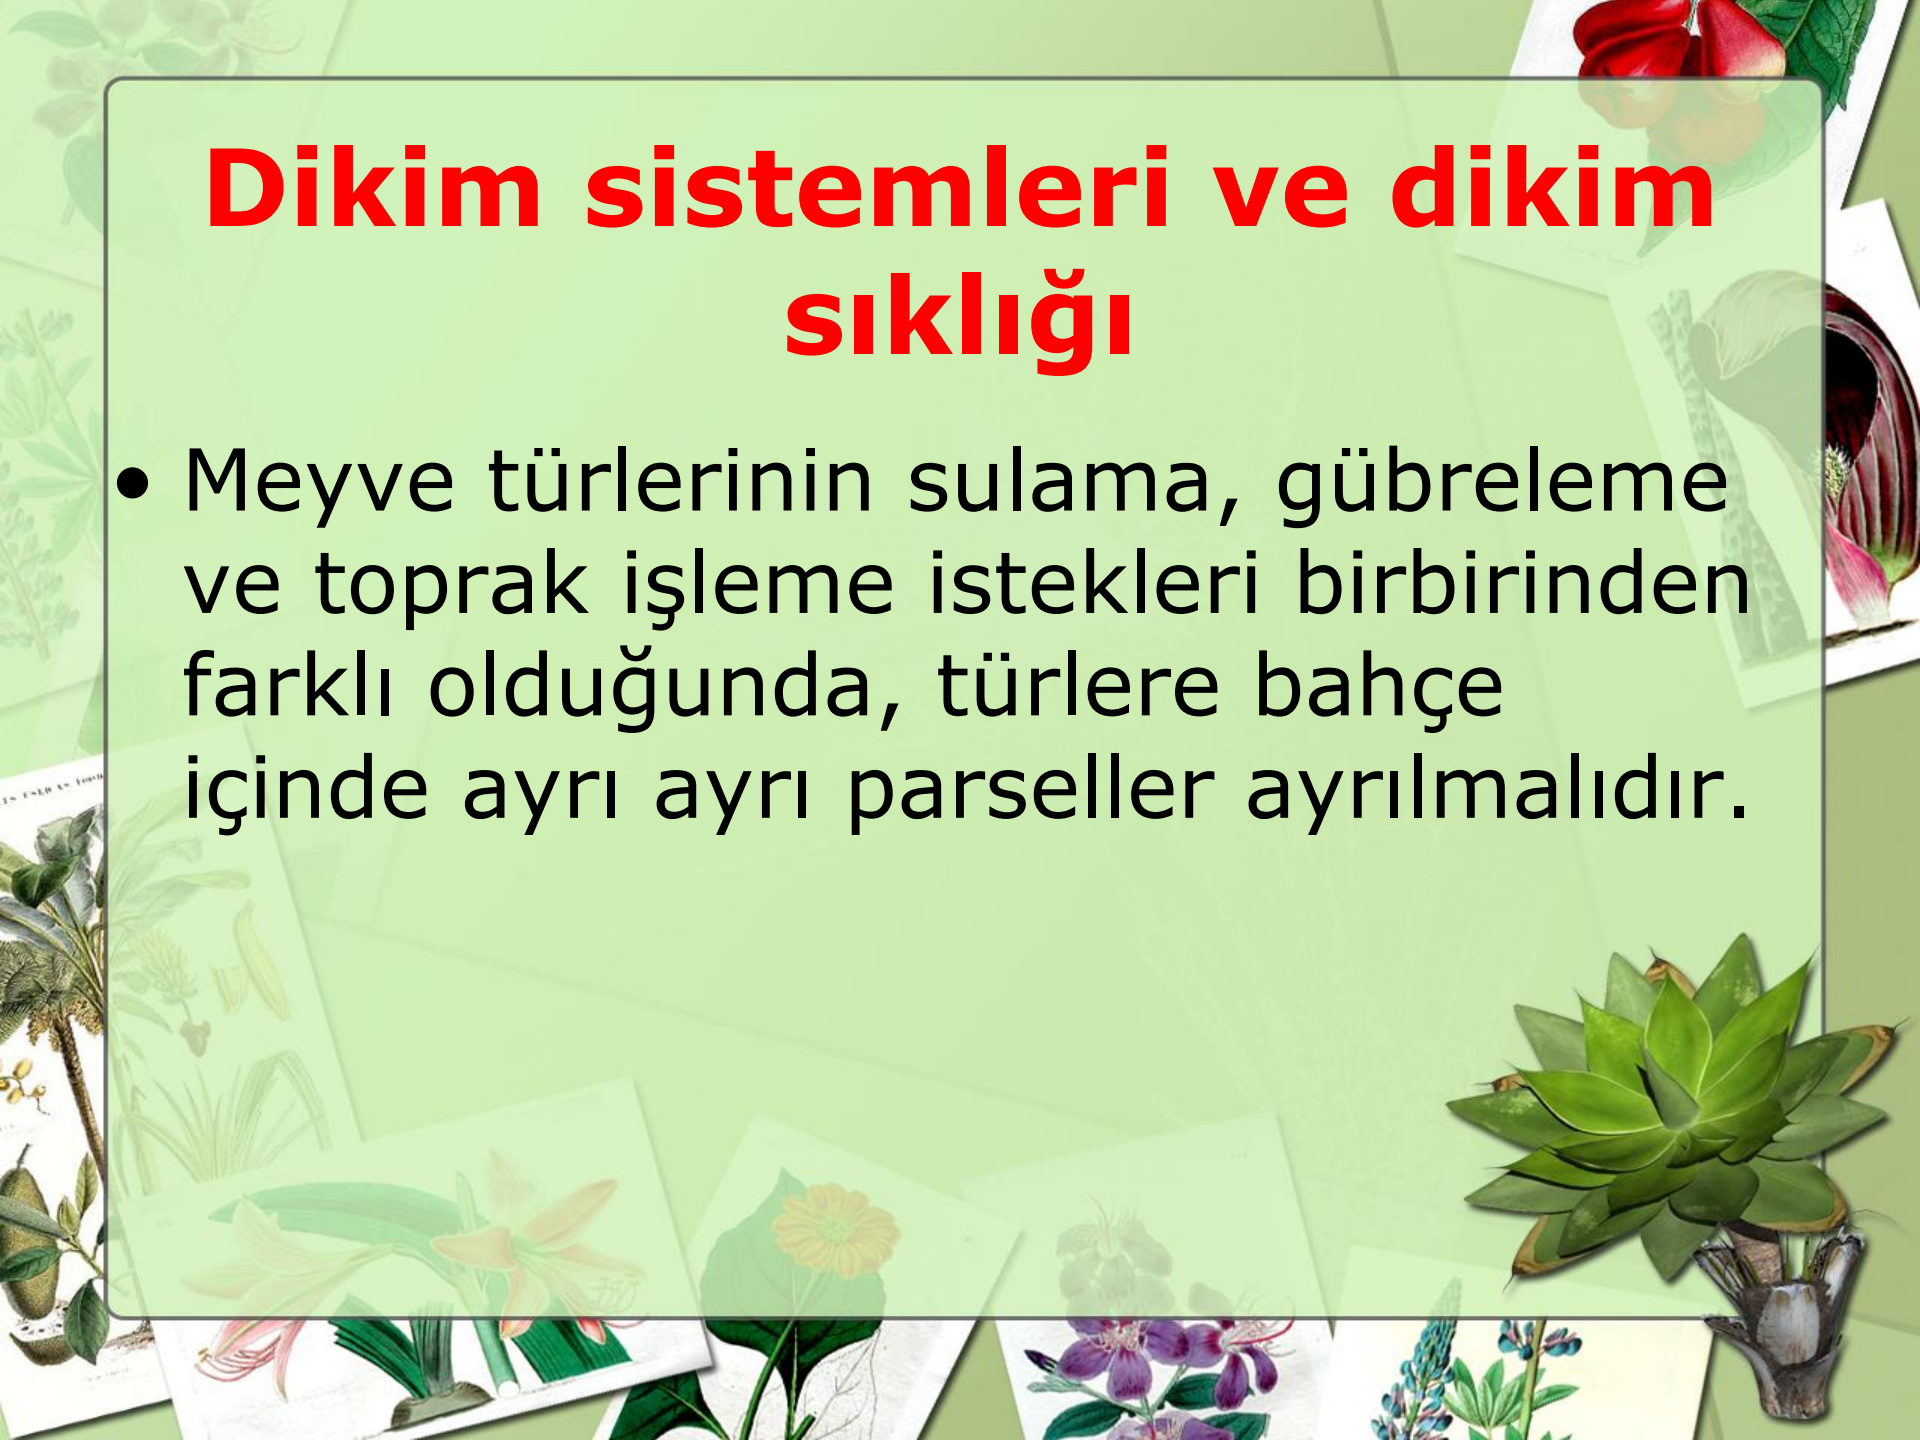 Dikim sistemleri ve dikim
sıklığı
• Meyve türlerinin sulama, gübreleme
ve toprak işleme istekleri birbirinden
farklı olduğunda, türlere bahçe
içinde ayrı ayrı parseller ayrılmalıdır.